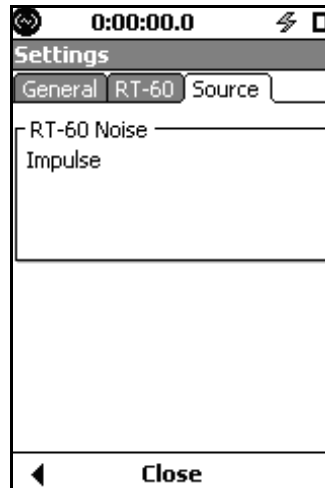 0:00:00.0
Settings
General RT-60 Source
RT-60 Noise
Impulse
Close